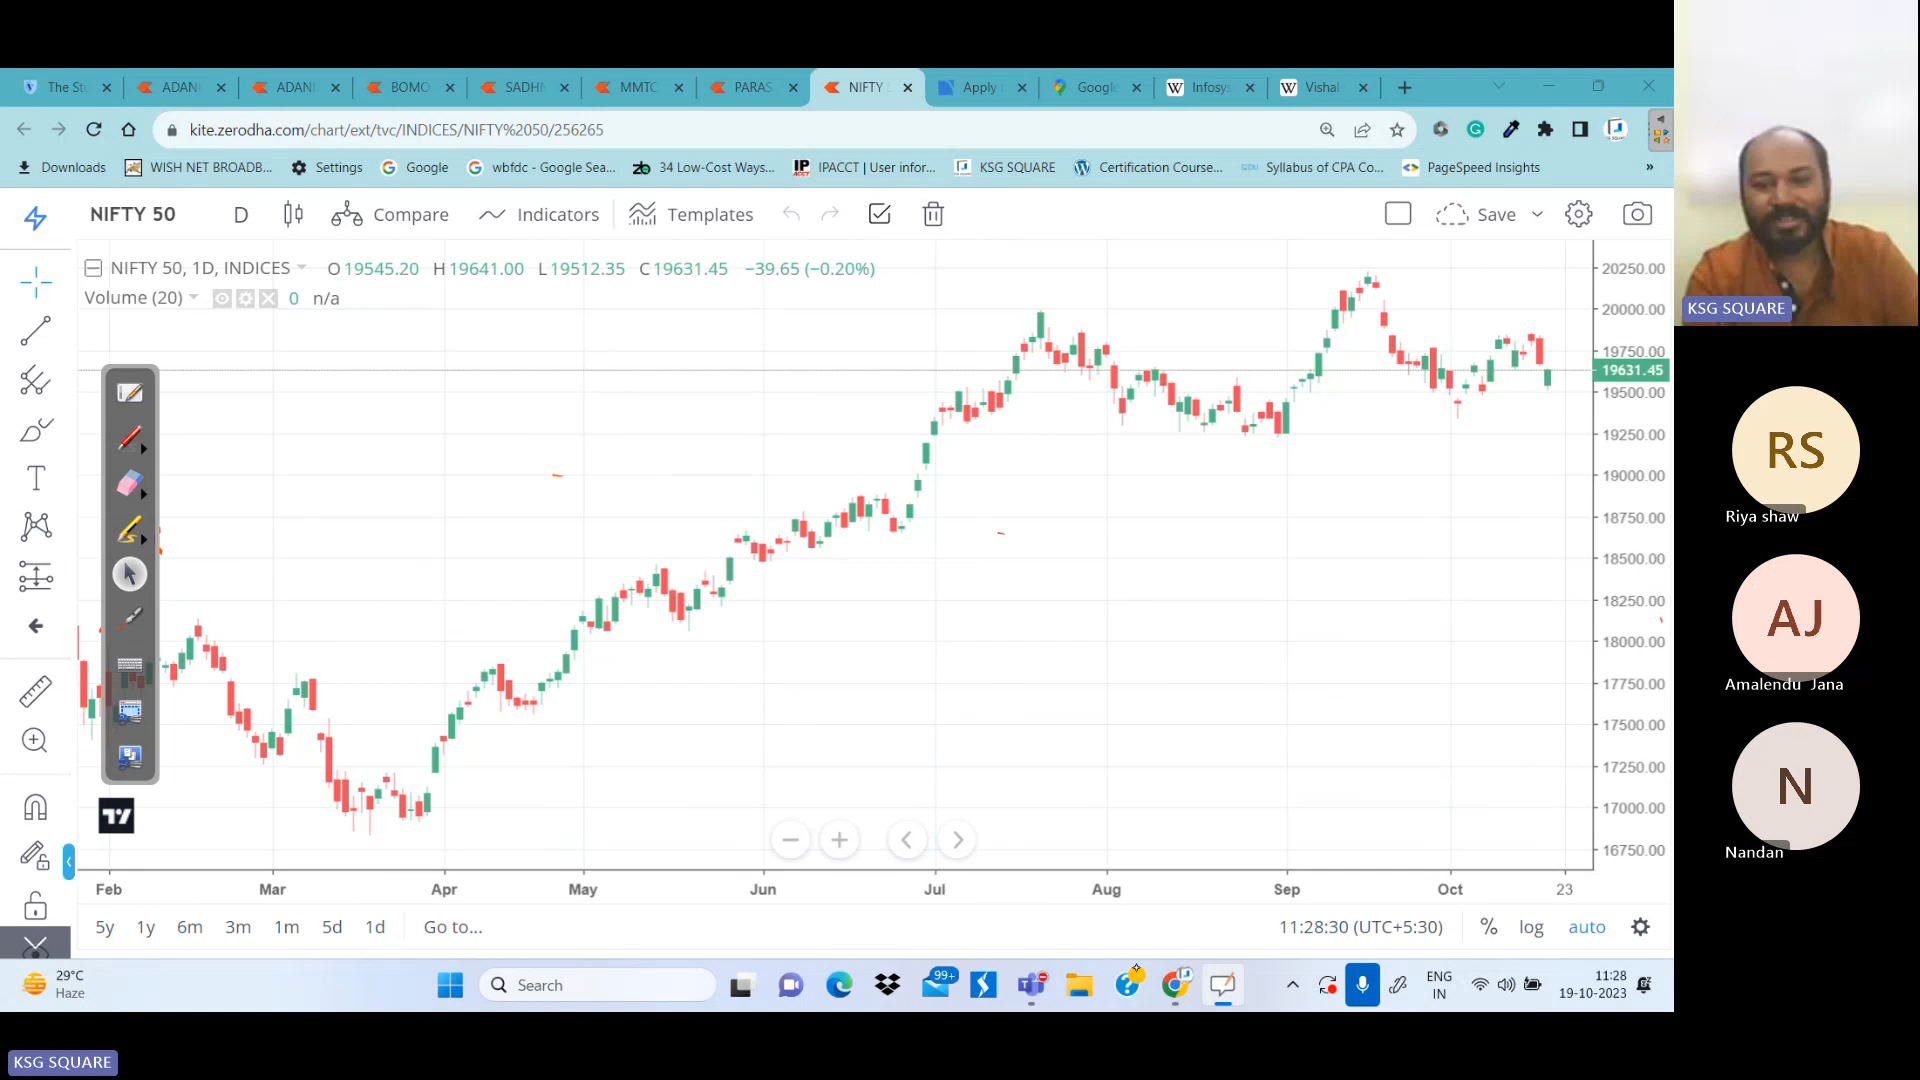 The St
ADANI
ADANI
BOMO
SADHN
MMTC
PARAS
NIFTY
Apply
Google
Infosys
Vishal
kite.zerodha.com/chart/ext/tvc/INDICES/NIFTY%2050/256265
Downloads
WISH NET BROADB...
Settings
Google
wbfdc - Google Sea...
34 Low-Cost Ways...
IPACCT | User infor...
KSG SQUARE
Certification Course...
Syllabus of CPA Co...
PageSpeed Insights
»
NIFTY 50 D Compare Indicators Templates Save
NIFTY 50, 1D, INDICES O19545.20 H19641.00 L19512.35 C19631.45 −39.65 (−0.20%)
Volume (20) 0 n/a
20250.00
20000.00
19750.00
19631.45
19500.00
19250.00
19000.00
18750.00
18500.00
18250.00
18000.00
17750.00
17500.00
17250.00
17000.00
16750.00
Feb Mar Apr May Jun Jul Aug Sep Oct 23
5y 1y 6m 3m 1m 5d 1d Go to... 11:28:30 (UTC+5:30) % log auto
29°C
Haze
Search
99+
ENG
IN
11:28
19-10-2023
KSG SQUARE
RS
Riya shaw
AJ
Amalendu Jana
N
Nandan
KSG SQUARE